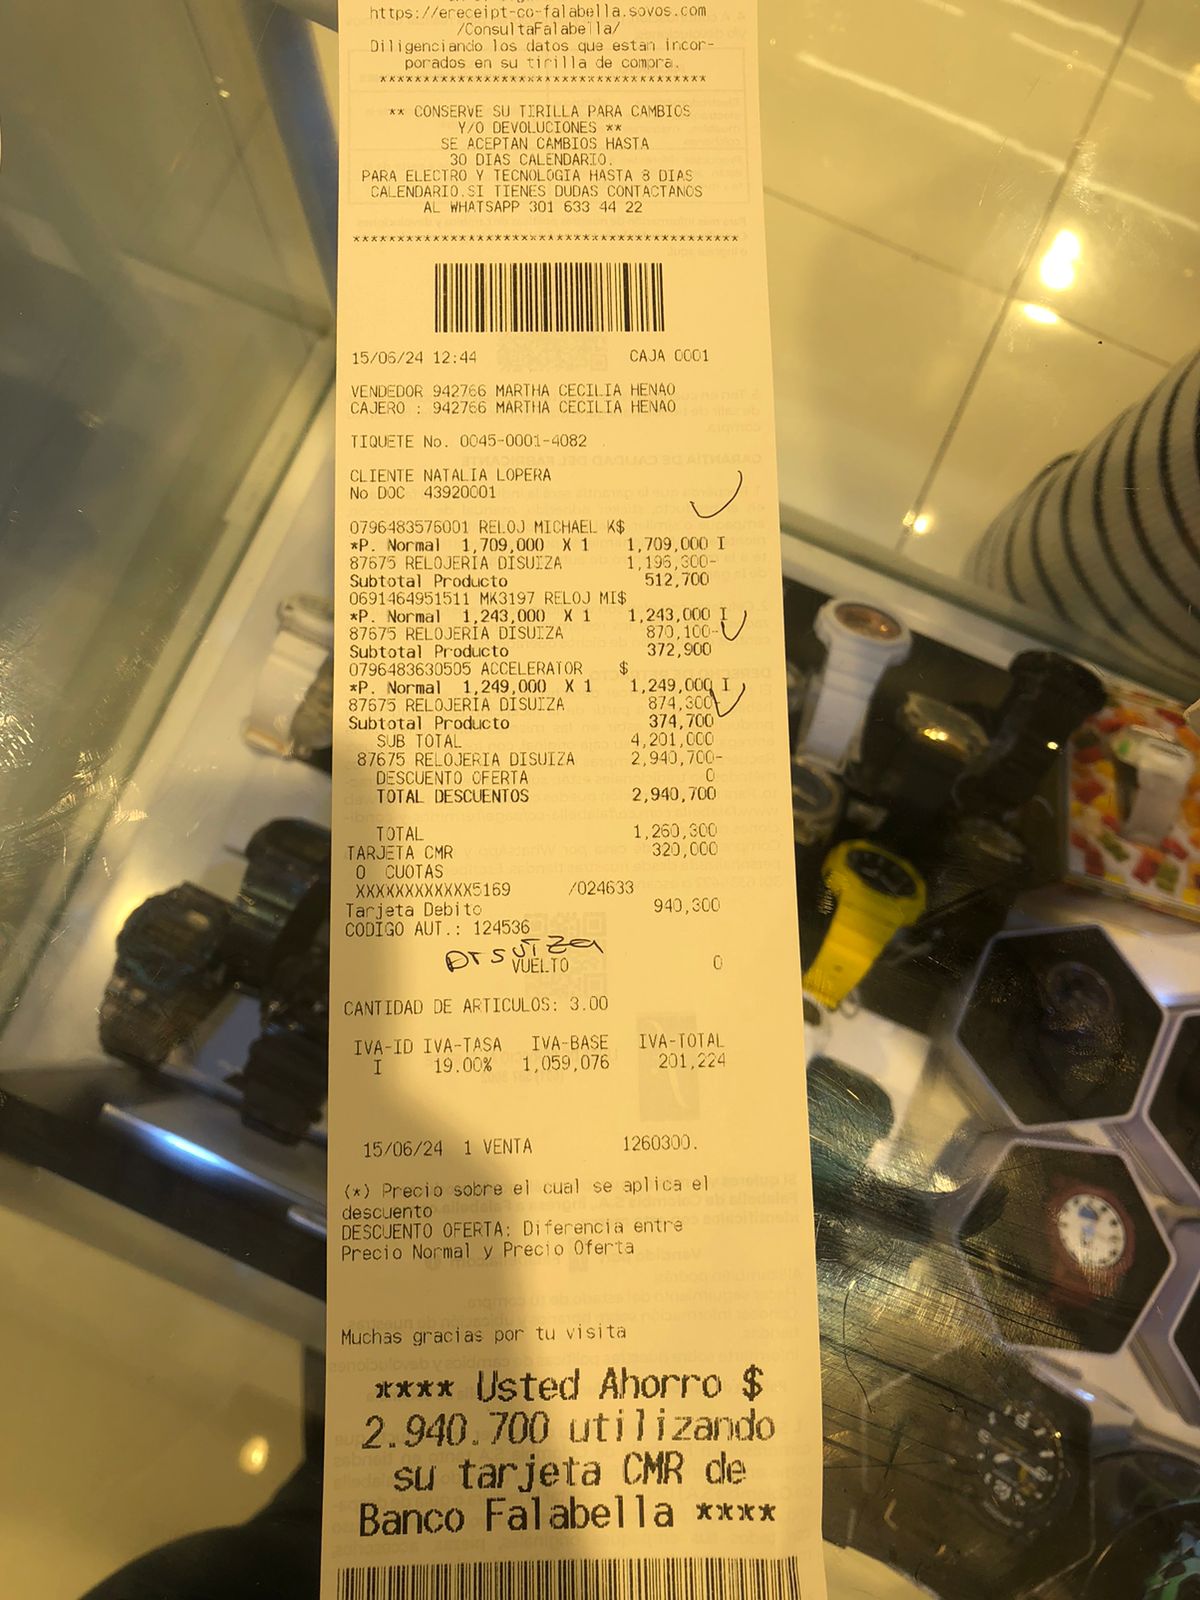 https://ereceipt-co-falabella.sovos.com
/ConsultaFalabella/
Diligenciando los datos que estan incor-
porados en su tirilla de compra.
************************************
** CONSERVE SU TIRILLA PARA CAMBIOS
Y/O DEVOLUCIONES **
SE ACEPTAN CAMBIOS HASTA
30 DIAS CALENDARIO.
PARA ELECTRO Y TECNOLOGIA HASTA 8 DIAS
CALENDARIO.SI TIENES DUDAS CONTACTANOS
AL WHATSAPP 301 633 44 22
******************************************
15/06/24 12:44 CAJA 0001
VENDEDOR 942766 MARTHA CECILIA HENAO
CAJERO : 942766 MARTHA CECILIA HENAO
TIQUETE No. 0045-0001-4082
CLIENTE NATALIA LOPERA
No DOC 43920001
0796483576001 RELOJ MICHAEL K$
*P. Normal 1,709,000 X 1 1,709,000 I
87675 RELOJERIA DISUIZA 1,196,300-
Subtotal Producto 512,700
0691464951511 MK3197 RELOJ MI$
*P. Normal 1,243,000 X 1 1,243,000 I
87675 RELOJERIA DISUIZA 870,100-
Subtotal Producto 372,900
0796483630505 ACCELERATOR $
*P. Normal 1,249,000 X 1 1,249,000 I
87675 RELOJERIA DISUIZA 874,300-
Subtotal Producto 374,700
SUB TOTAL 4,201,000
87675 RELOJERIA DISUIZA 2,940,700-
DESCUENTO OFERTA 0
TOTAL DESCUENTOS 2,940,700
TOTAL 1,260,300
TARJETA CMR 320,000
0 CUOTAS
XXXXXXXXXXXX5169 /024633
Tarjeta Debito 940,300
CODIGO AUT.: 124536
DISUIZA
VUELTO 0
CANTIDAD DE ARTICULOS: 3.00
IVA-ID IVA-TASA IVA-BASE IVA-TOTAL
I 19.00% 1,059,076 201,224
15/06/24 1 VENTA 1260300.
(*) Precio sobre el cual se aplica el
descuento
DESCUENTO OFERTA: Diferencia entre
Precio Normal y Precio Oferta
Muchas gracias por tu visita
**** Usted Ahorro $
2.940.700 utilizando
su tarjeta CMR de
Banco Falabella ****